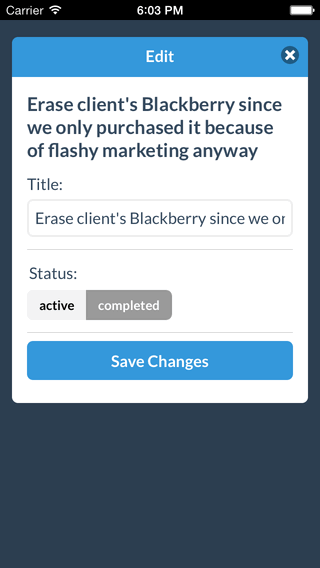 Carrier 6:03 PM
Edit
Erase client's Blackberry since
we only purchased it because
of flashy marketing anyway
Title:
Erase client's Blackberry since we or
Status:
active completed
Save Changes